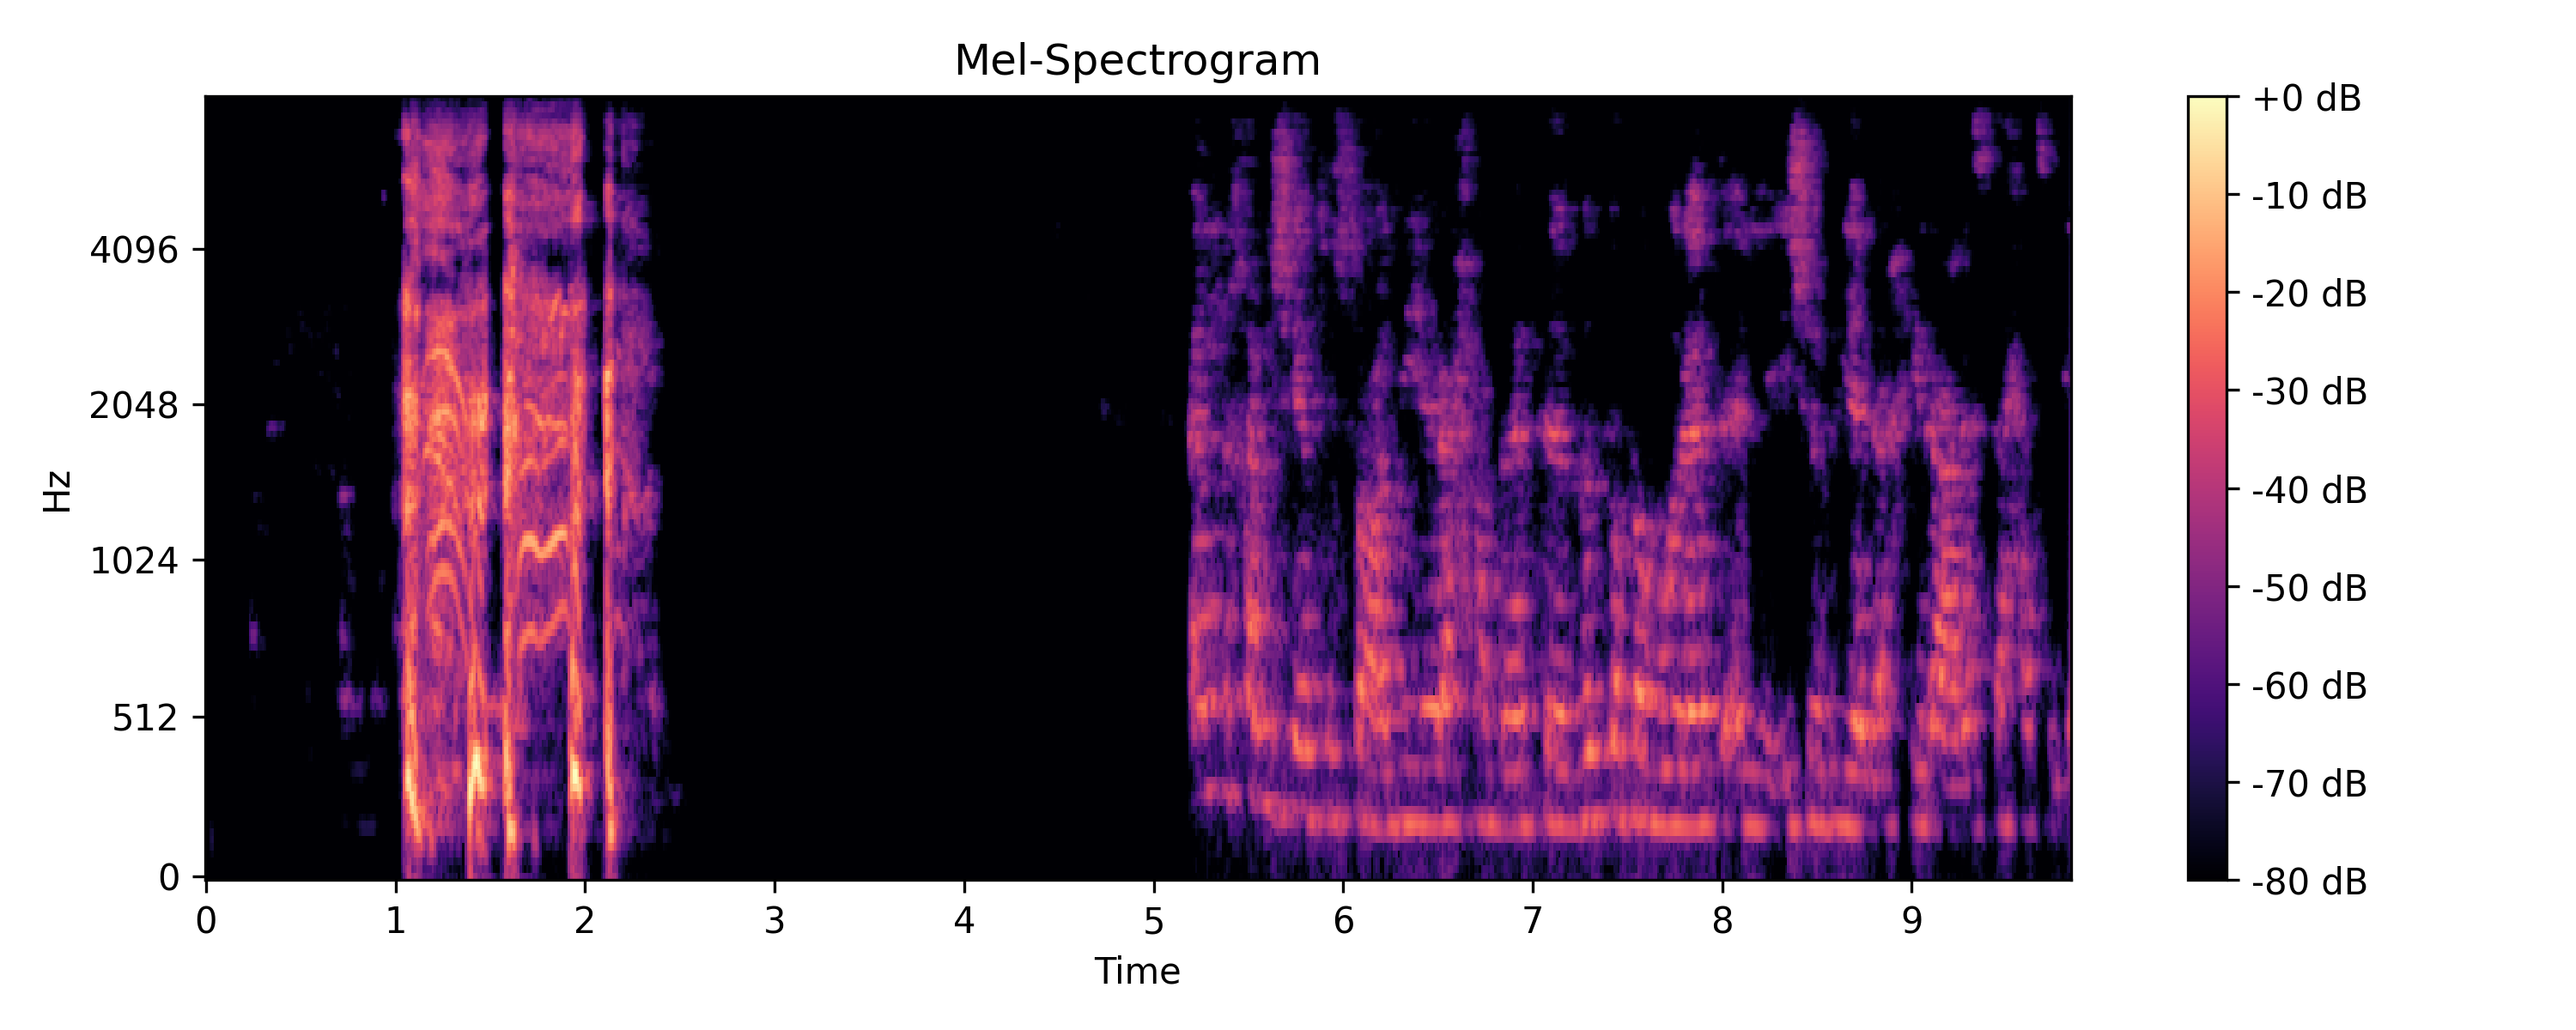 Mel-Spectrogram
+0 dB
-10 dB
-20 dB
-30 dB
-40 dB
-50 dB
-60 dB
-70 dB
-80 dB
Hz
4096
2048
1024
512
0
0 1 2 3 4 5 6 7 8 9
Time